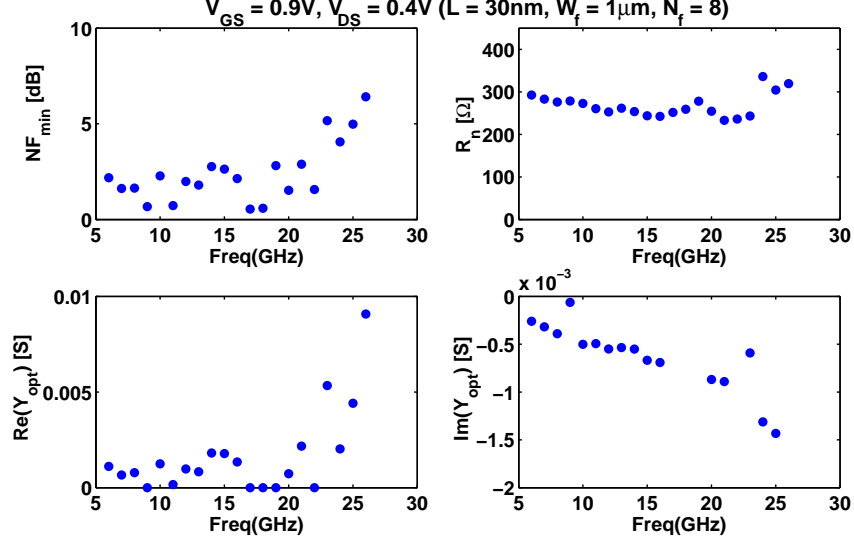 V_GS = 0.9V, V_DS = 0.4V (L = 30nm, W_f = 1μm, N_f = 8)
10
5
0
NF_min [dB]
5 10 15 20 25 30
Freq(GHz)
400
300
200
100
0
R_n [Ω]
5 10 15 20 25 30
Freq(GHz)
0.01
0.005
0
Re(Y_opt) [S]
5 10 15 20 25 30
Freq(GHz)
x 10^−3
0
−0.5
−1
−1.5
−2
Im(Y_opt) [S]
5 10 15 20 25 30
Freq(GHz)